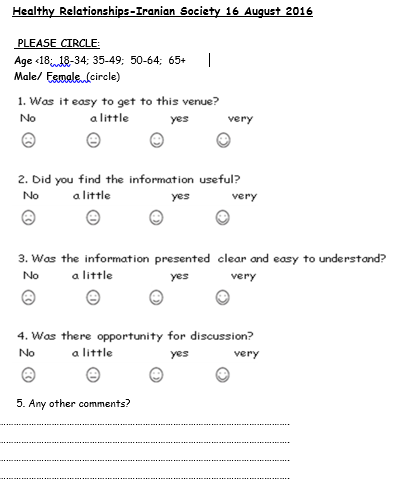 Healthy Relationships-Iranian Society 16 August 2016
PLEASE CIRCLE:
Age <18; 18-34; 35-49; 50-64; 65+
Male/ Female (circle)
1. Was it easy to get to this venue?
No a little yes very
2. Did you find the information useful?
No a little yes very
3. Was the information presented clear and easy to understand?
No a little yes very
4. Was there opportunity for discussion?
No a little yes very
5. Any other comments?